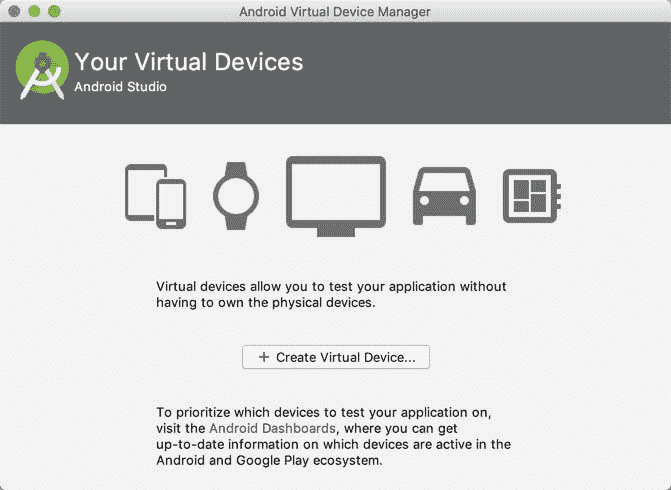 Android Virtual Device Manager
Your Virtual Devices
Android Studio
Virtual devices allow you to test your application without
having to own the physical devices.
+ Create Virtual Device...
To prioritize which devices to test your application on,
visit the Android Dashboards, where you can get
up-to-date information on which devices are active in the
Android and Google Play ecosystem.